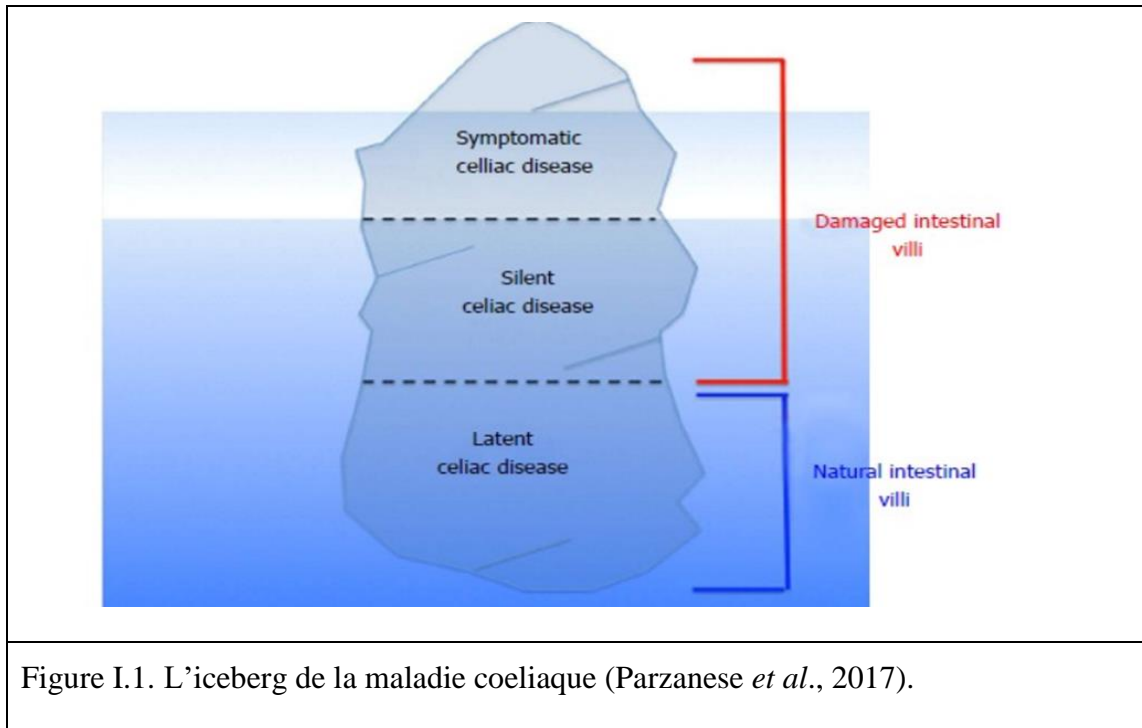 Symptomatic
celliac disease
Damaged intestinal
villi
Silent
celiac disease
Latent
celiac disease
Natural intestinal
villi
Figure I.1. L’iceberg de la maladie coeliaque (Parzanese et al., 2017).